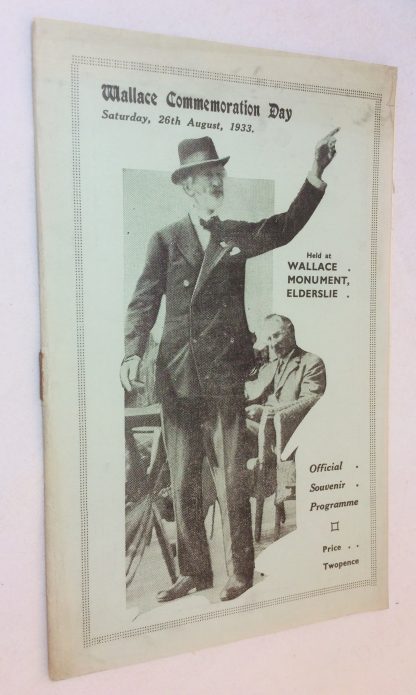 Wallace Commemoration Day
Saturday, 26th August, 1933.
Held at
WALLACE .
MONUMENT,
ELDERSLIE .
Official .
Souvenir .
Programme
Price . .
Twopence